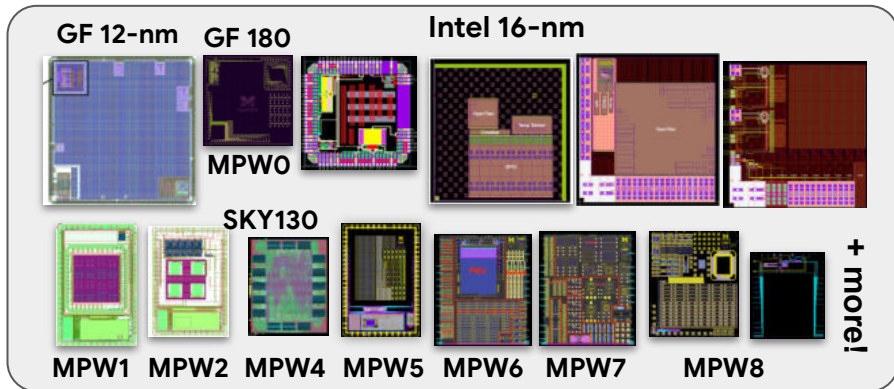 GF 12-nm
GF 180
Intel 16-nm
MPW0
SKY130
MPW1
MPW2
MPW4
MPW5
MPW6
MPW7
MPW8
+ more!